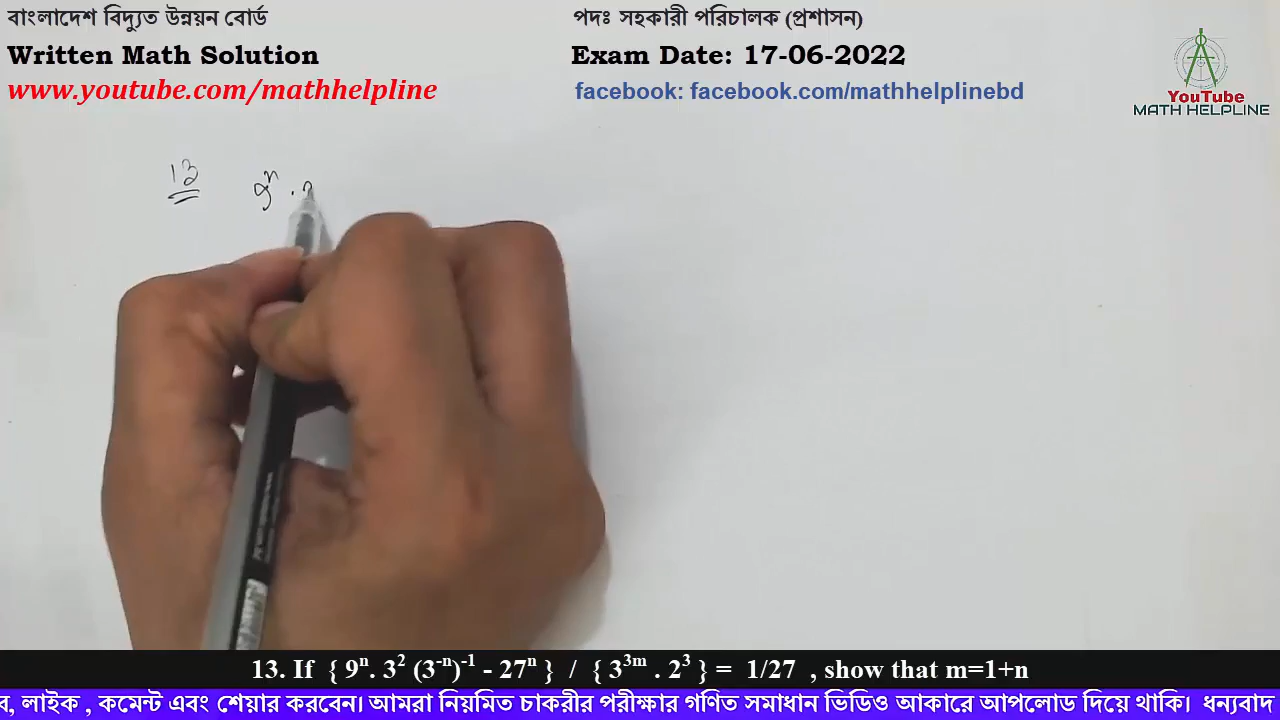 বাংলাদেশ বিদ্যুত উন্নয়ন বোর্ড
পদঃ সহকারী পরিচালক (প্রশাসন)
Written Math Solution
Exam Date: 17-06-2022
www.youtube.com/mathhelpline
facebook: facebook.com/mathhelplinebd
YouTube
MATH HELPLINE
13 9ⁿ .
13. If { 9ⁿ. 3² (3⁻ⁿ)⁻¹ - 27ⁿ } / { 3³ᵐ . 2³ } = 1/27 , show that m=1+n
লাইক , কমেন্ট এবং শেয়ার করবেন। আমরা নিয়মিত চাকরীর পরীক্ষার গণিত সমাধান ভিডিও আকারে আপলোড দিয়ে থাকি। ধন্যবাদ